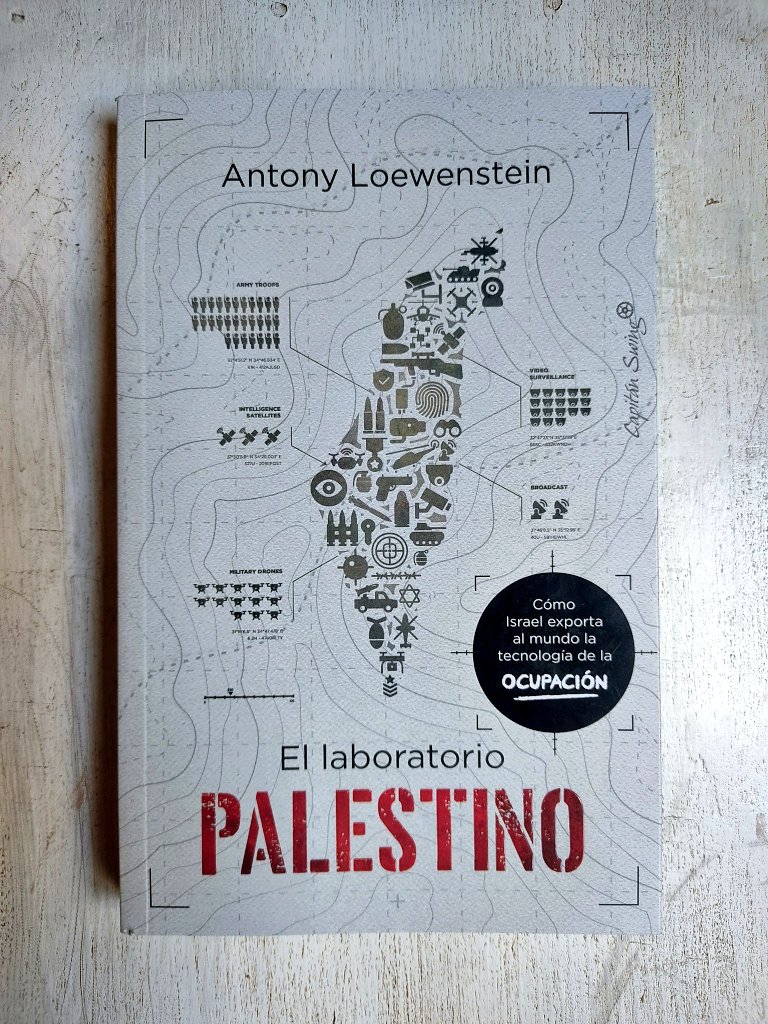 Antony Loewenstein
ARMY TROOPS
VIDEO
SURVEILLANCE
Capitán Swing
INTELLIGENCE
SATELLITES
BROADCAST
MILITARY DRONES
Cómo
Israel exporta
al mundo la
tecnología de la
OCUPACIÓN
El laboratorio
PALESTINO